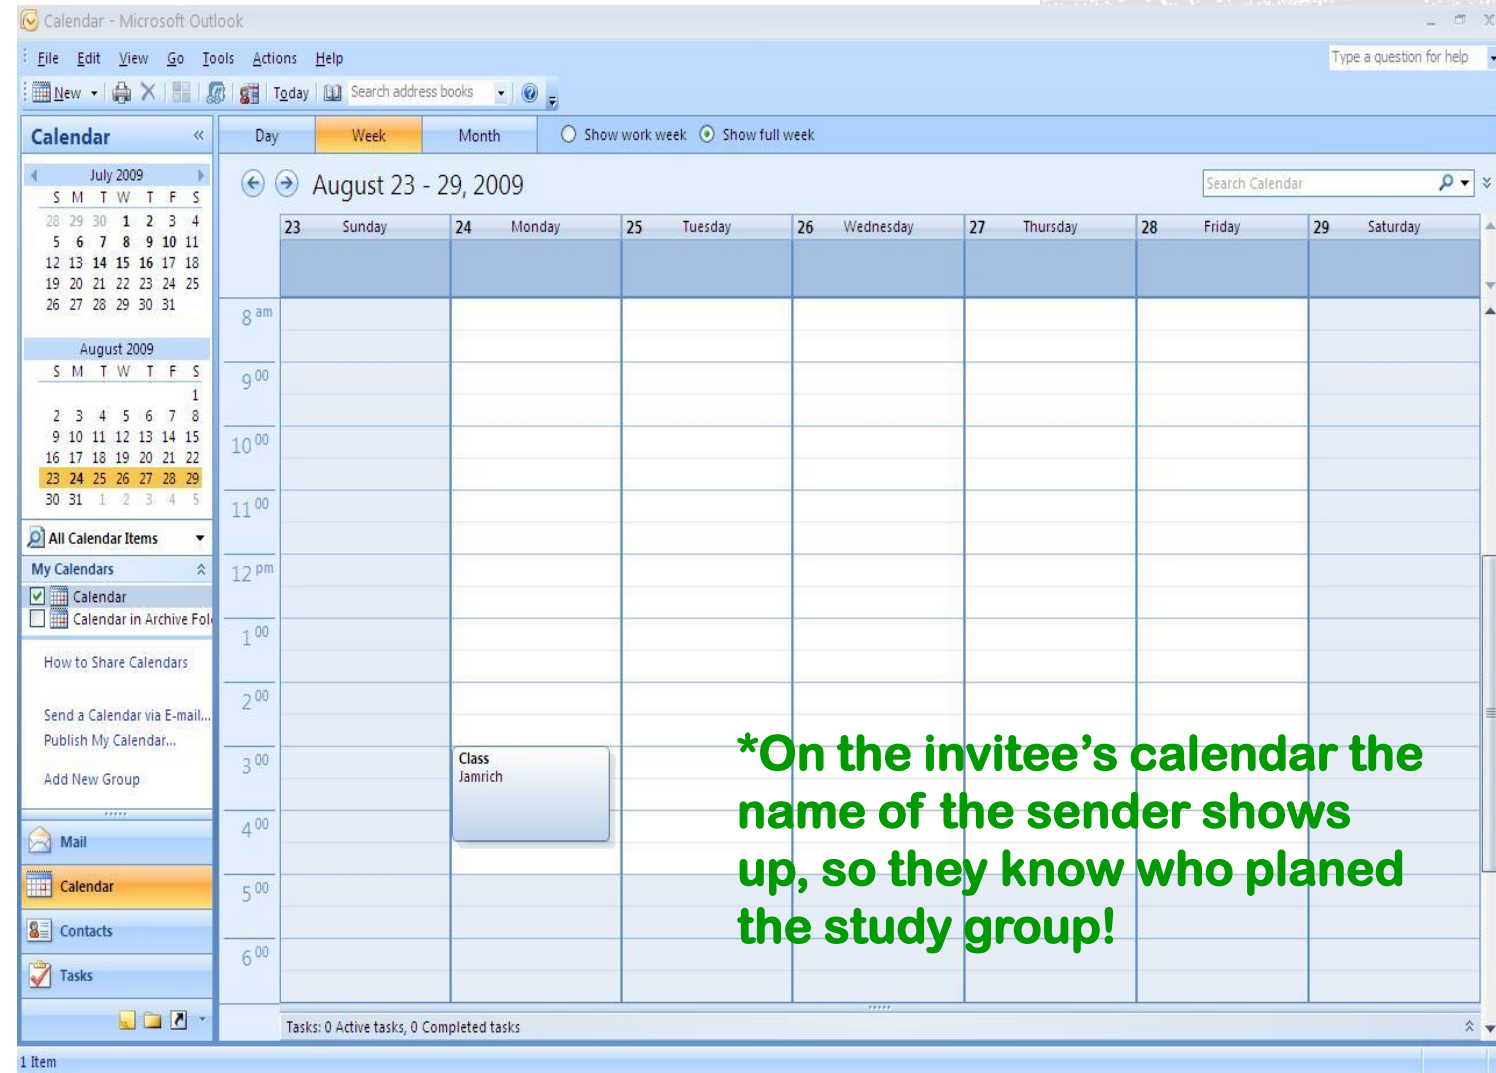 Calendar - Microsoft Outlook
File Edit View Go Tools Actions Help
Type a question for help
New Today Search address books
Calendar «
Day Week Month Show work week Show full week
July 2009
S M T W T F S
28 29 30 1 2 3 4
5 6 7 8 9 10 11
12 13 14 15 16 17 18
19 20 21 22 23 24 25
26 27 28 29 30 31
August 2009
S M T W T F S
1
2 3 4 5 6 7 8
9 10 11 12 13 14 15
16 17 18 19 20 21 22
23 24 25 26 27 28 29
30 31 1 2 3 4 5
All Calendar Items
My Calendars
Calendar
Calendar in Archive Fol
How to Share Calendars
Send a Calendar via E-mail...
Publish My Calendar...
Add New Group
Mail
Calendar
Contacts
Tasks
August 23 - 29, 2009
Search Calendar
23 Sunday 24 Monday 25 Tuesday 26 Wednesday 27 Thursday 28 Friday 29 Saturday
8 am
9 00
10 00
11 00
12 pm
1 00
2 00
3 00
4 00
5 00
6 00
Class
Jamrich
*On the invitee’s calendar the
name of the sender shows
up, so they know who planed
the study group!
Tasks: 0 Active tasks, 0 Completed tasks
1 Item